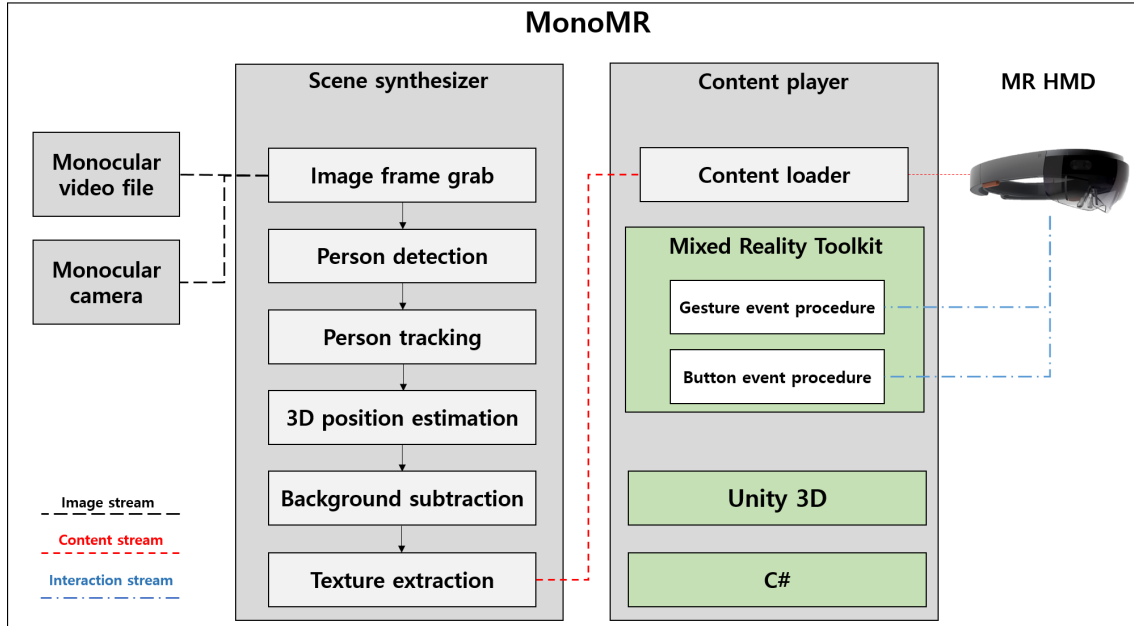 MonoMR
Scene synthesizer
Content player
MR HMD
Monocular
video file
Monocular
camera
Image frame grab
Person detection
Person tracking
3D position estimation
Background subtraction
Texture extraction
Content loader
Mixed Reality Toolkit
Gesture event procedure
Button event procedure
Unity 3D
C#
Image stream
Content stream
Interaction stream